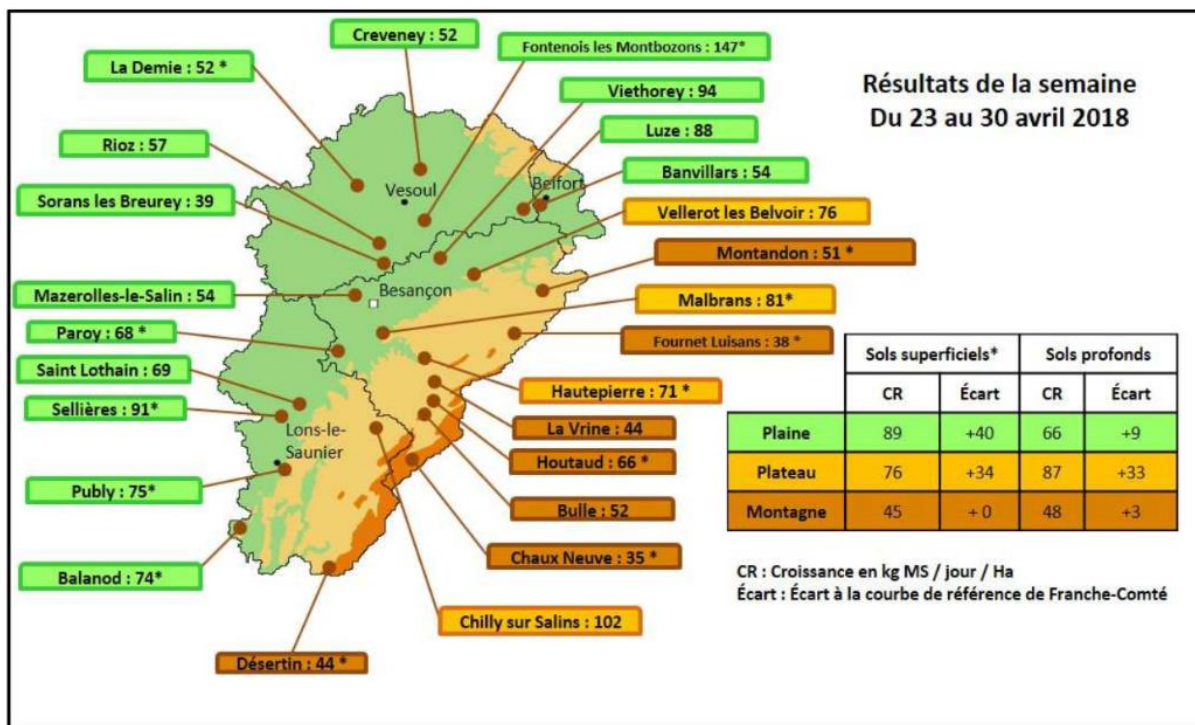 Résultats de la semaine
Du 23 au 30 avril 2018
Creveney : 52
Fontenois les Montbozons : 147*
La Demie : 52 *
Viethorey : 94
Rioz : 57
Luze : 88
Banvillars : 54
Sorans les Breurey : 39
Vellerot les Belvoir : 76
Montandon : 51 *
Mazerolles-le-Salin : 54
Malbrans : 81*
Paroy : 68 *
Fournet Luisans : 38 *
Saint Lothain : 69
Hautepierre : 71 *
Sellières : 91*
La Vrine : 44
Houtaud : 66 *
Publy : 75*
Bulle : 52
Chaux Neuve : 35 *
Balanod : 74*
Chilly sur Salins : 102
Désertin : 44 *
Vesoul
Belfort
Besançon
Lons-le-
Saunier
Sols superficiels* Sols profonds
CR Écart CR Écart
Plaine 89 +40 66 +9
Plateau 76 +34 87 +33
Montagne 45 + 0 48 +3
CR : Croissance en kg MS / jour / Ha
Écart : Écart à la courbe de référence de Franche-Comté